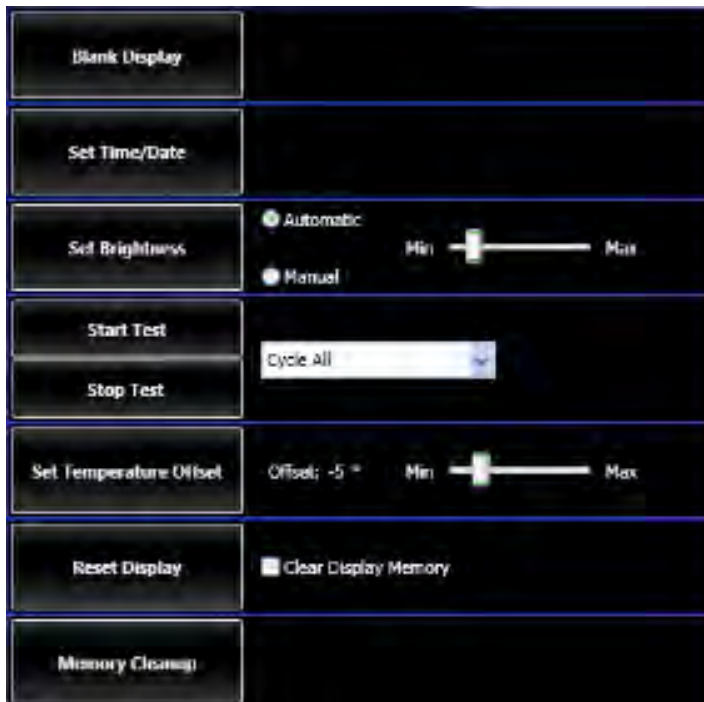 Blank Display
Set Time/Date
Automatic
Set Brightness
Min
Max
Manual
Start Test
Cycle All
Stop Test
Set Temperature Offset
Offset: -5 °
Min
Max
Reset Display
Clear Display Memory
Memory Cleanup